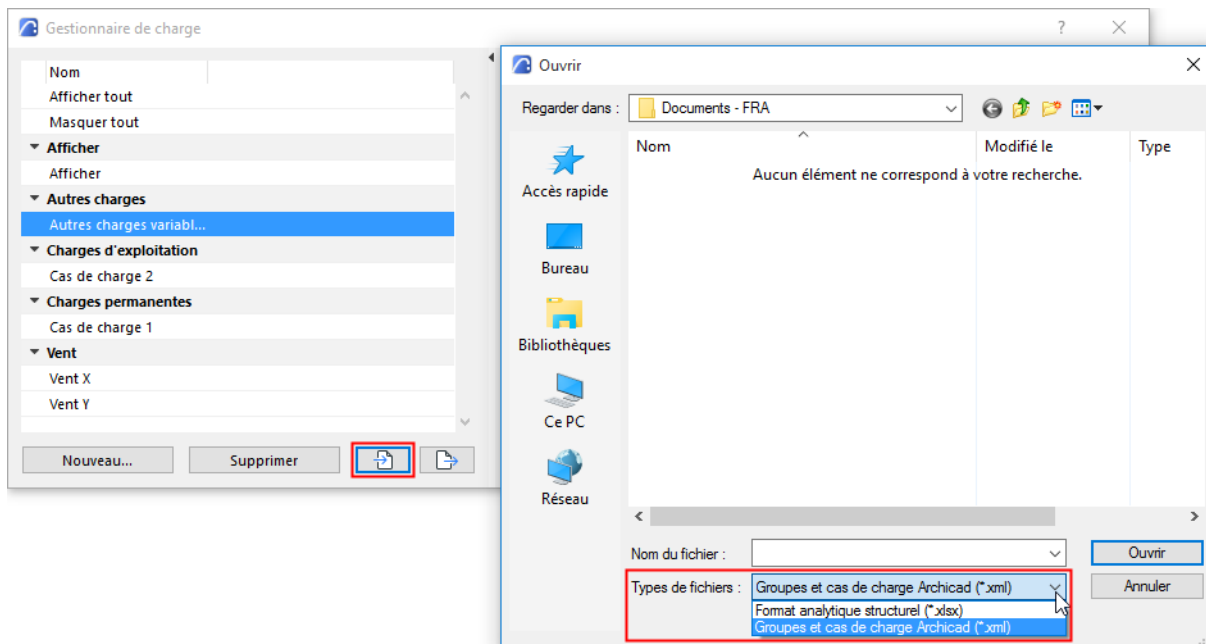 Gestionnaire de charge
?
Nom
Afficher tout
Masquer tout
Afficher
Afficher
Autres charges
Autres charges variabl...
Charges d'exploitation
Cas de charge 2
Charges permanentes
Cas de charge 1
Vent
Vent X
Vent Y
Nouveau...
Supprimer
Ouvrir
Regarder dans :
Documents - FRA
Accès rapide
Bureau
Bibliothèques
Ce PC
Réseau
Nom
Modifié le
Type
Aucun élément ne correspond à votre recherche.
Nom du fichier :
Ouvrir
Types de fichiers :
Groupes et cas de charge Archicad (*.xml)
Annuler
Format analytique structurel (*.xlsx)
Groupes et cas de charge Archicad (*.xml)